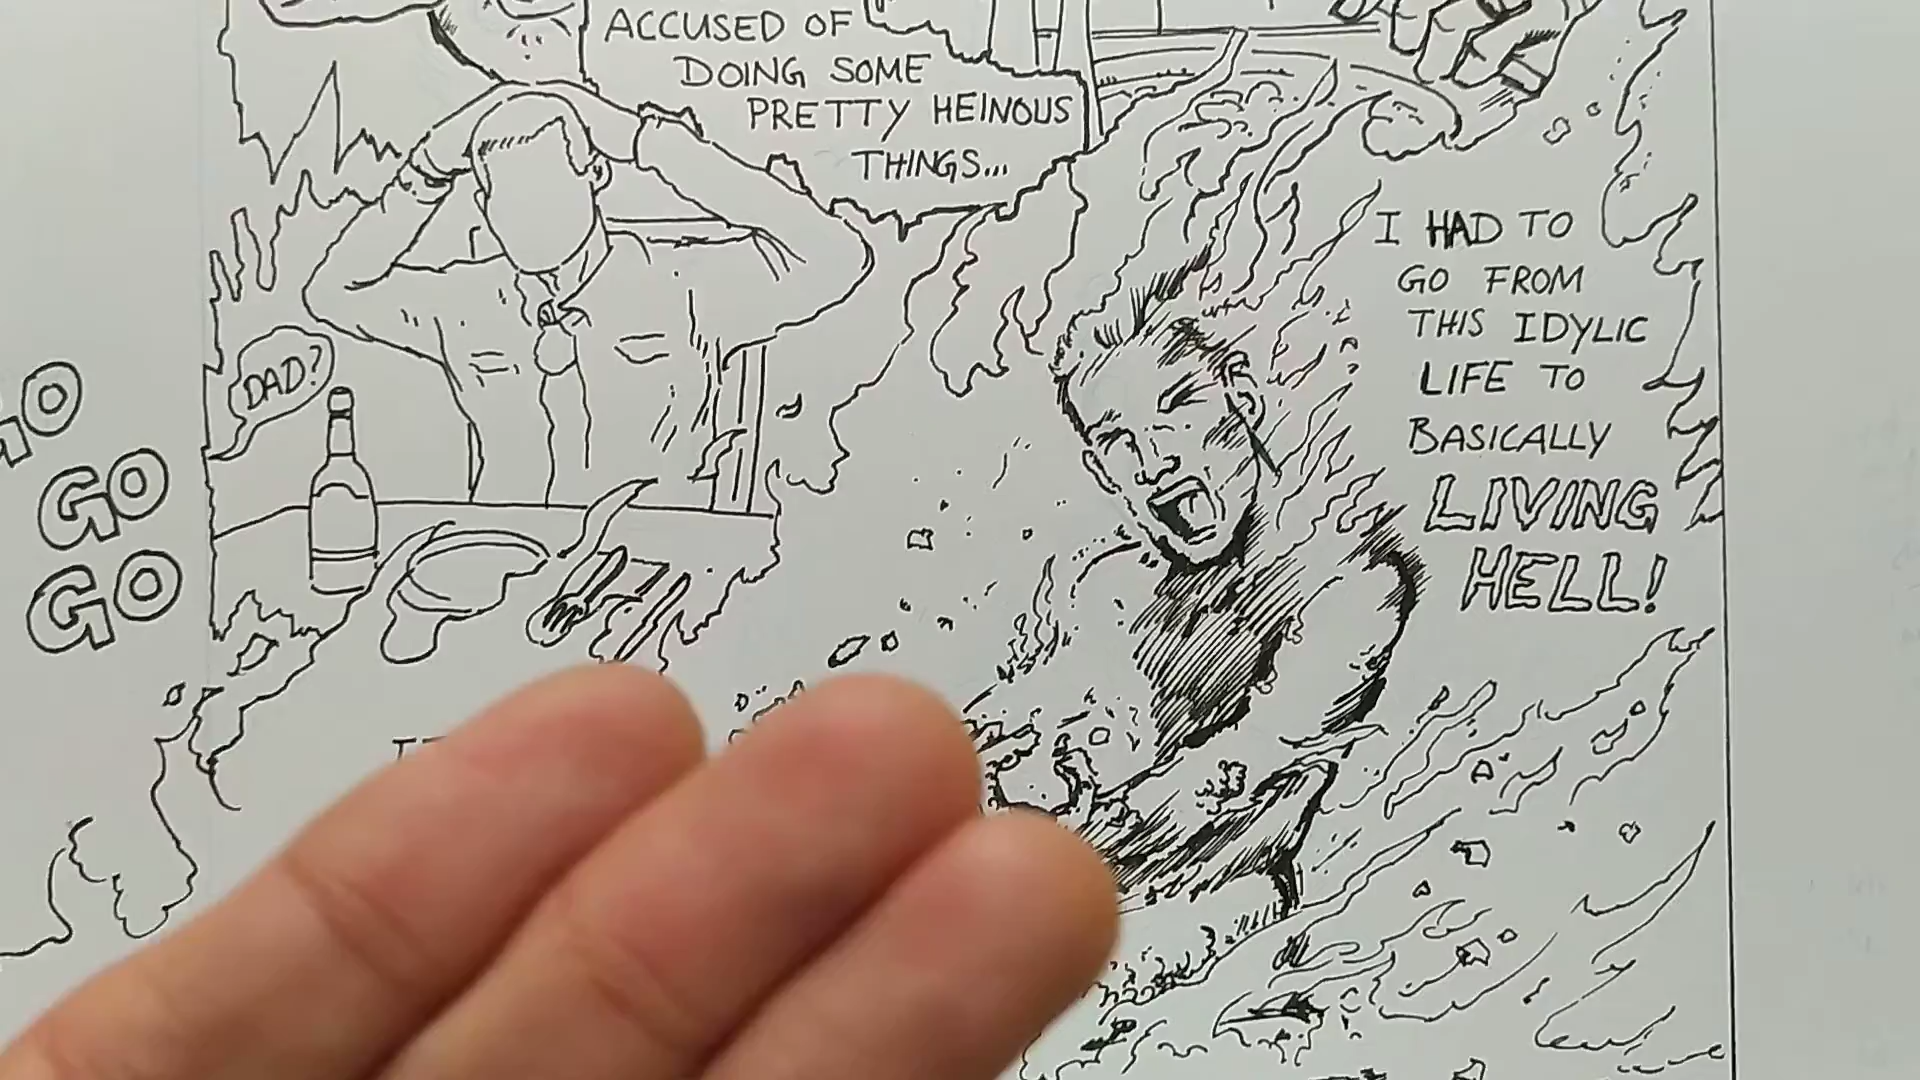 ACCUSED OF
DOING SOME
PRETTY HEINOUS
THINGS...
DAD?
GO
GO
GO
I HAD TO
GO FROM
THIS IDYLIC
LIFE TO
BASICALLY
LIVING
HELL!